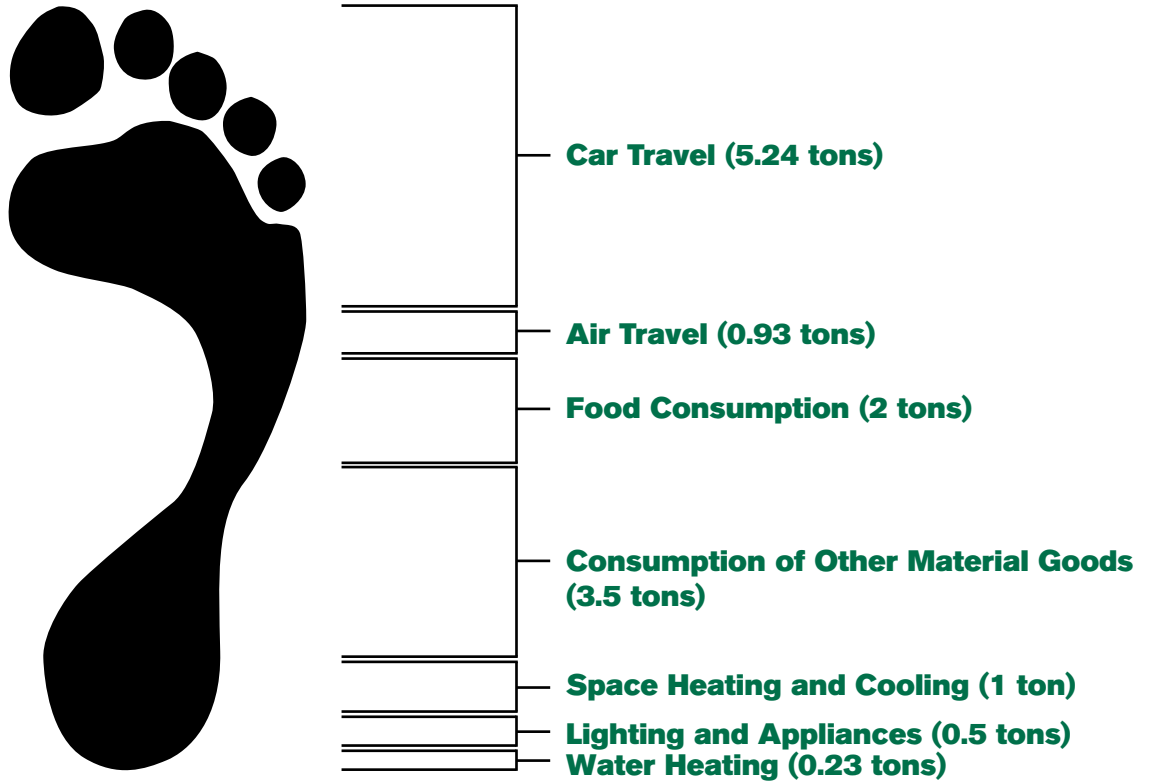 Car Travel (5.24 tons)
Air Travel (0.93 tons)
Food Consumption (2 tons)
Consumption of Other Material Goods
(3.5 tons)
Space Heating and Cooling (1 ton)
Lighting and Appliances (0.5 tons)
Water Heating (0.23 tons)